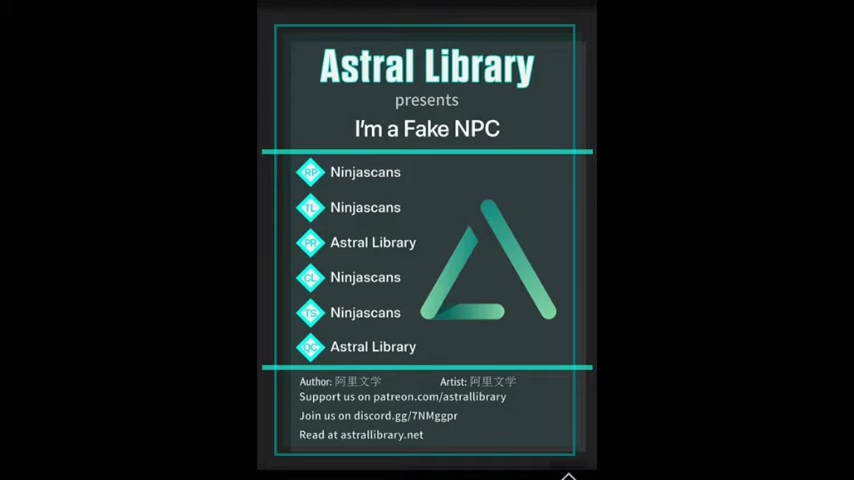 Astral Library
presents
I'm a Fake NPC
RP Ninjascans
TL Ninjascans
PR Astral Library
CL Ninjascans
TS Ninjascans
QC Astral Library
Author: 阿里文学 Artist: 阿里文学
Support us on patreon.com/astrallibrary
Join us on discord.gg/7NMggpr
Read at astrallibrary.net